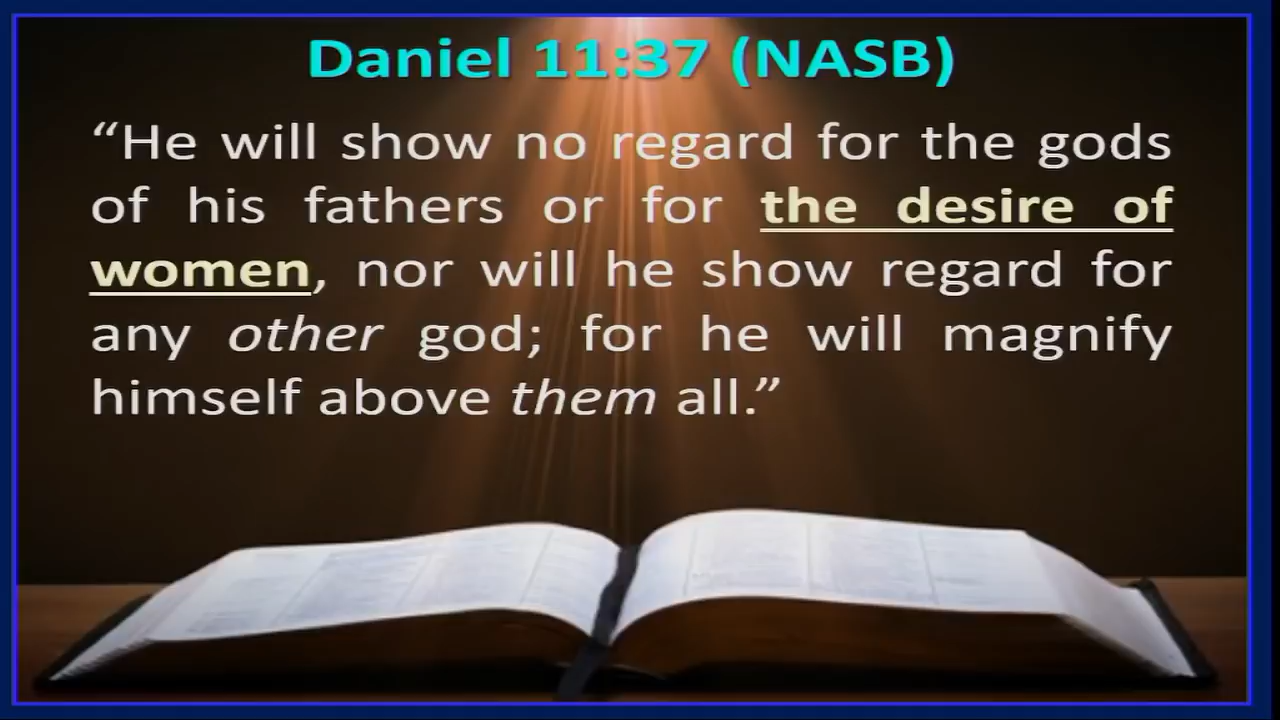 Daniel 11:37 (NASB)
“He will show no regard for the gods
of his fathers or for the desire of
women, nor will he show regard for
any other god; for he will magnify
himself above them all.”